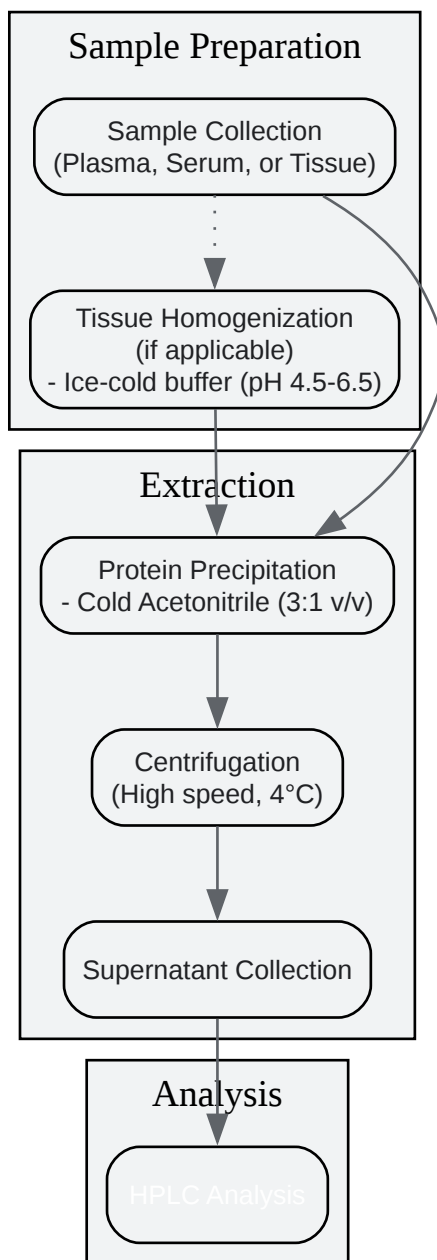 Sample Preparation
Sample Collection
(Plasma, Serum, or Tissue)
Tissue Homogenization
(if applicable)
- Ice-cold buffer (pH 4.5-6.5)
Extraction
Protein Precipitation
- Cold Acetonitrile (3:1 v/v)
Centrifugation
(High speed, 4°C)
Supernatant Collection
Analysis
HPLC Analysis